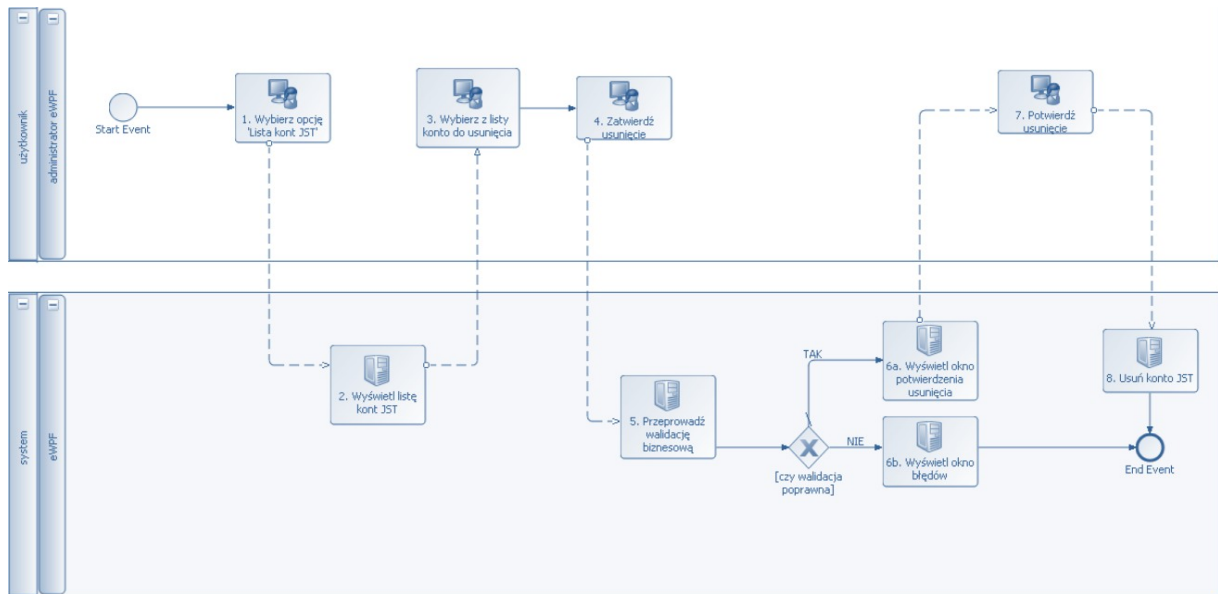 użytkownik
administrator eWPF
Start Event
1. Wybierz opcję
'Lista kont JST'
3. Wybierz z listy
konto do usunięcia
4. Zatwierdź
usunięcie
7. Potwierdź
usunięcie
system
eWPF
2. Wyświetl listę
kont JST
5. Przeprowadź
walidację
biznesową
[czy walidacja
poprawna]
TAK
NIE
6a. Wyświetl okno
potwierdzenia
usunięcia
6b. Wyświetl okno
błędów
8. Usuń konto JST
End Event